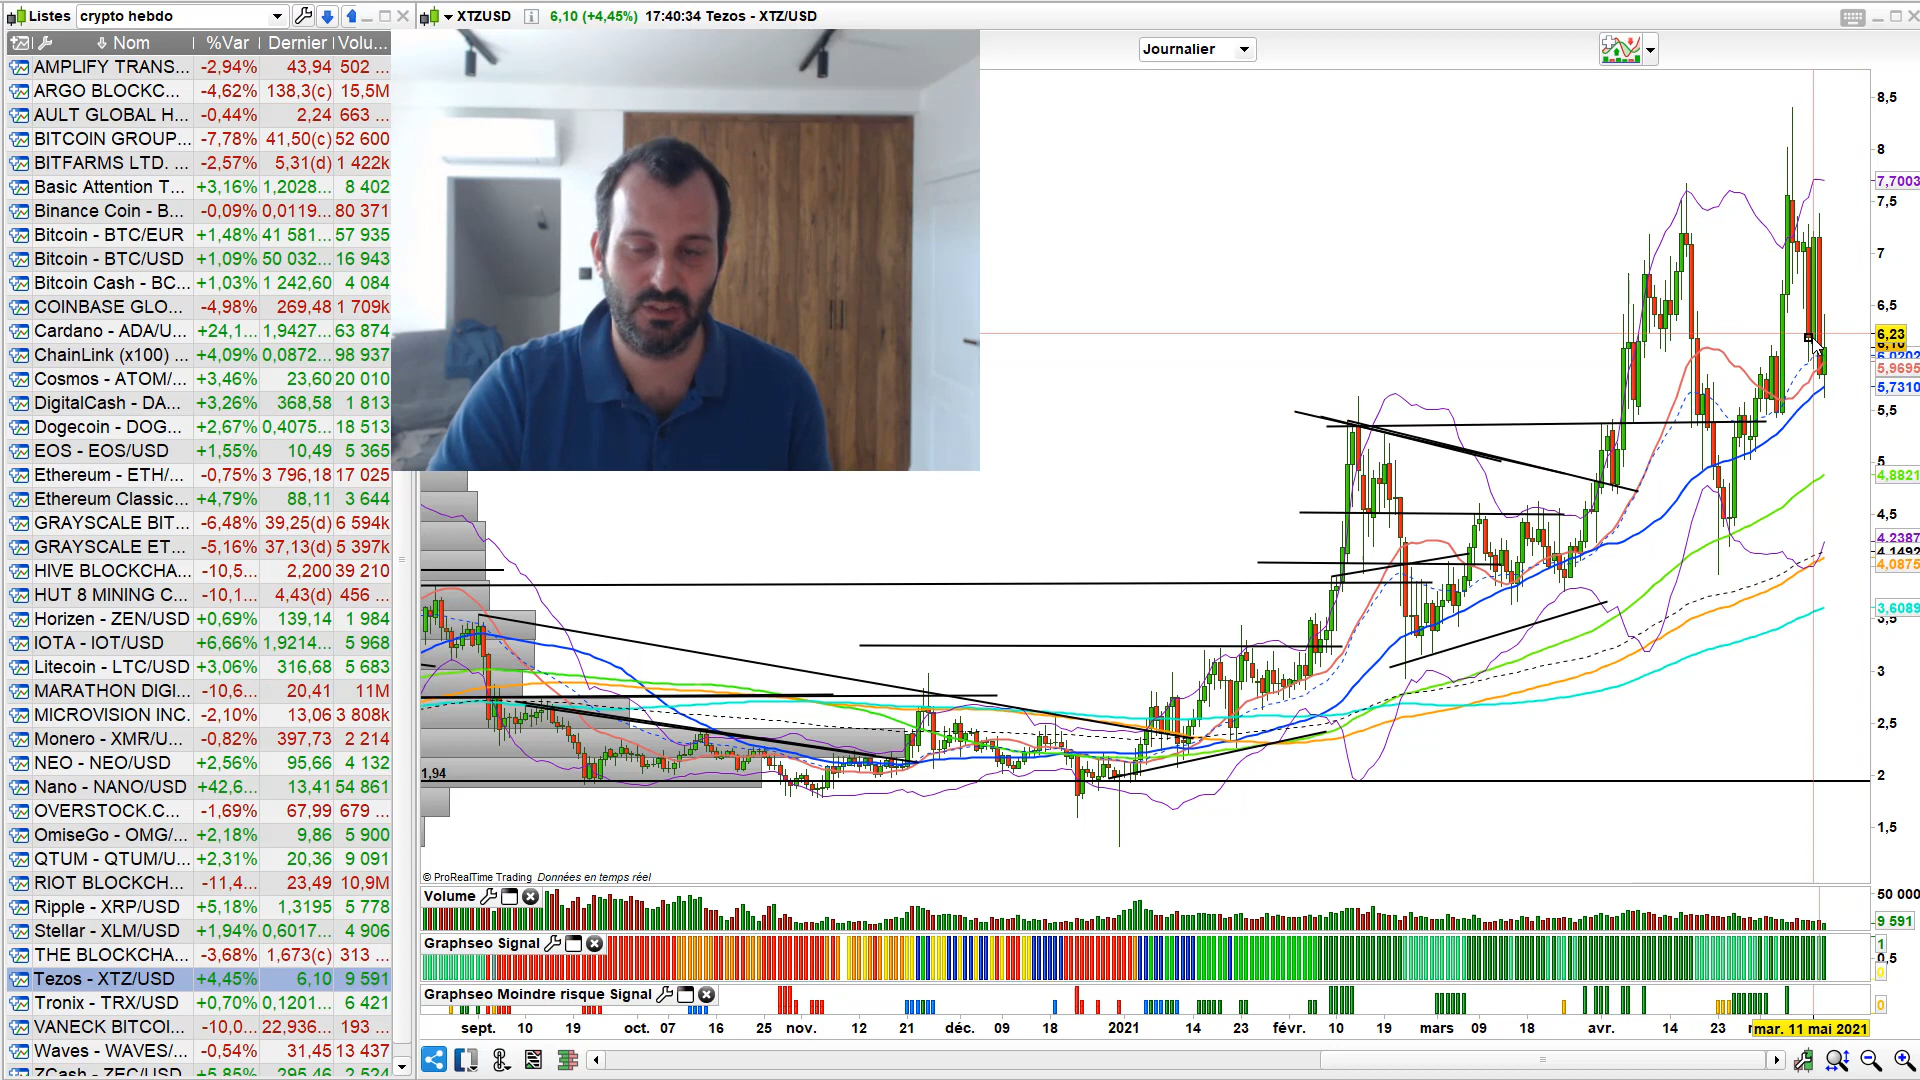 Listes crypto hebdo
XTZUSD 6,10 (+4,45%) 17:40:34 Tezos - XTZ/USD
Nom %Var Dernier Volu...
AMPLIFY TRANS... -2,94% 43,94 502 ...
ARGO BLOCKC... -4,62% 138,3(c) 15,5M
AULT GLOBAL H... -0,44% 2,24 663 ...
BITCOIN GROUP... -7,78% 41,50(c) 52 600
BITFARMS LTD. ... -2,57% 5,31(d) 1 422k
Basic Attention T... +3,16% 1,2028... 8 402
Binance Coin - B... -0,09% 0,0119... 80 371
Bitcoin - BTC/EUR +1,48% 41 581... 57 935
Bitcoin - BTC/USD +1,09% 50 032... 16 943
Bitcoin Cash - BC... +1,03% 1 242,60 4 084
COINBASE GLO... -4,98% 269,48 1 709k
Cardano - ADA/U... +24,1... 1,9427... 63 874
ChainLink (x100) ... +4,09% 0,0872... 98 937
Cosmos - ATOM/... +3,46% 23,60 20 010
DigitalCash - DA... +3,26% 368,58 1 813
Dogecoin - DOG... +2,67% 0,4075... 18 513
EOS - EOS/USD +1,55% 10,49 5 365
Ethereum - ETH/... -0,75% 3 796,18 17 025
Ethereum Classic... +4,79% 88,11 3 644
GRAYSCALE BIT... -6,48% 39,25(d) 6 594k
GRAYSCALE ET... -5,16% 37,13(d) 5 397k
HIVE BLOCKCHA... -10,5... 2,200 39 210
HUT 8 MINING C... -10,1... 4,43(d) 456 ...
Horizen - ZEN/USD +0,69% 139,14 1 984
IOTA - IOT/USD +6,66% 1,9214... 5 968
Litecoin - LTC/USD +3,06% 316,68 5 683
MARATHON DIGI... -10,6... 20,41 11M
MICROVISION INC. -2,10% 13,06 3 808k
Monero - XMR/U... -0,82% 397,73 2 214
NEO - NEO/USD +2,56% 95,66 4 132
Nano - NANO/USD +42,6... 13,41 54 861
OVERSTOCK.C... -1,69% 67,99 679 ...
OmiseGo - OMG/... +2,18% 9,86 5 900
QTUM - QTUM/U... +2,31% 20,36 9 091
RIOT BLOCKCH... -11,4... 23,49 10,9M
Ripple - XRP/USD +5,18% 1,3195 5 778
Stellar - XLM/USD +1,94% 0,6017... 4 906
THE BLOCKCHA... -3,68% 1,673(c) 313 ...
Tezos - XTZ/USD +4,45% 6,10 9 591
Tronix - TRX/USD +0,70% 0,1201... 6 421
VANECK BITCOI... -10,0... 22,936... 193 ...
Waves - WAVES/... -0,54% 31,45 13 437
ZCash - ZEC/USD +5,85% 295,46 2 524
Journalier
8,5
8
7,7003
7,5
7
6,5
6,23
6,10
6,0202
5,9695
5,7310
5,5
5
4,8821
4,5
4,2387
4,1492
4,0875
3,6089
3,5
3
2,5
2
1,5
1,94
© ProRealTime Trading Données en temps réel
Volume
50 000
9 591
Graphseo Signal
1
0,5
0
Graphseo Moindre risque Signal
0
sept. 10 19 oct. 07 16 25 nov. 12 21 déc. 09 18 2021 14 23 févr. 10 19 mars 09 18 avr. 14 23 mar. 11 mai 2021